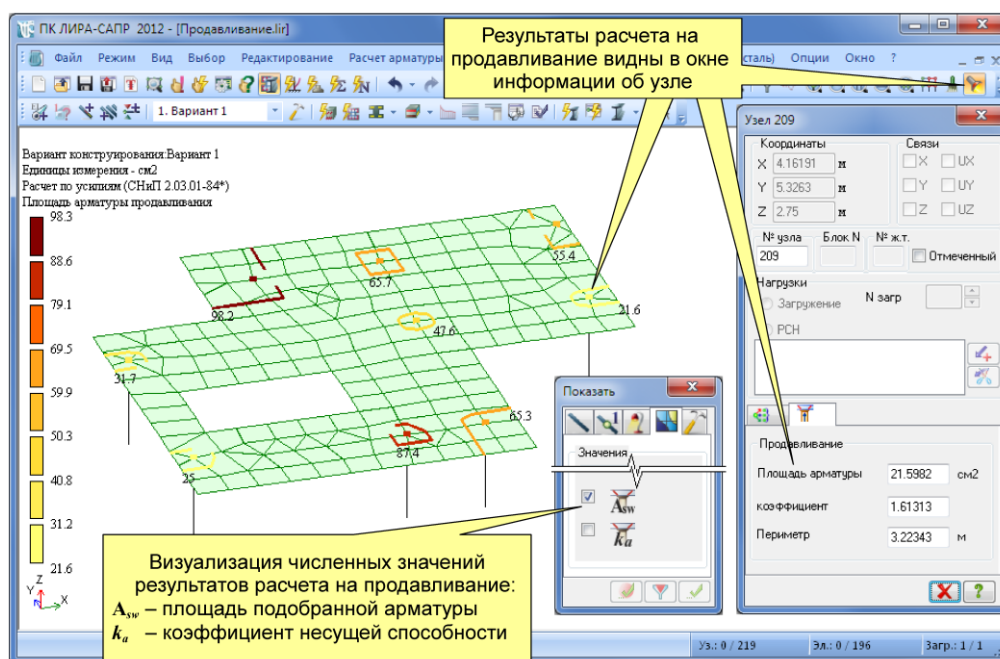 ПК ЛИРА-САПР 2012 - [Продавливание.lir]
Файл Режим Вид Выбор Редактирование Расчет арматуры
сталь) Опции Окно ?
Результаты расчета на
продавливание видны в окне
информации об узле
1. Вариант 1
Вариант конструирования:Вариант 1
Единицы измерения - см2
Расчет по усилиям (СНиП 2.03.01-84*)
Площадь арматуры продавливания
98.3
88.6
79.1
69.5
59.9
50.3
40.8
31.2
21.6
98.2
65.7
55.4
21.6
47.6
31.7
65.3
87.4
25
Z
Y
X
Показать
Значения
Asw
ka
Узел 209
Координаты Связи
X 4.16191 м X UX
Y 5.3263 м Y UY
Z 2.75 м Z UZ
№ узла Блок N № ж.т.
209 Отмеченный
Нагрузки
Загружение N загр
РСН
Продавливание
Площадь арматуры 21.5982 см2
коэффициент 1.61313
Периметр 3.22343 м
?
Визуализация численных значений
результатов расчета на продавливание:
Asw – площадь подобранной арматуры
ka – коэффициент несущей способности
Уз.: 0 / 219 Эл.: 0 / 196 Загр.: 1 / 1